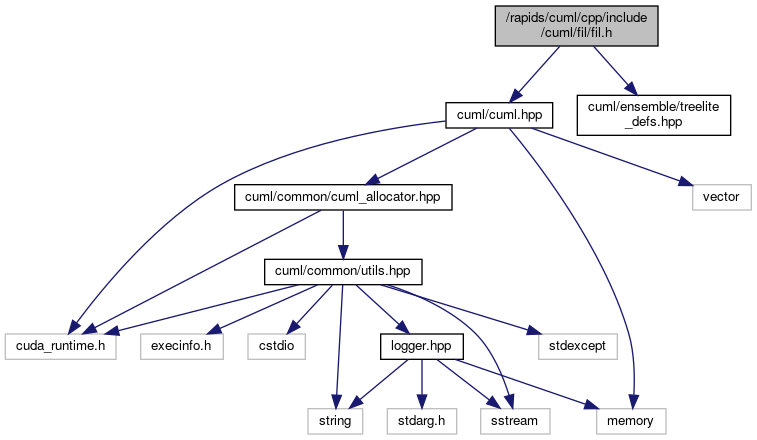 /rapids/cuml/cpp/include
/cuml/fil/fil.h
cuml/cuml.hpp
cuml/ensemble/treelite
_defs.hpp
cuml/common/cuml_allocator.hpp
vector
cuml/common/utils.hpp
cuda_runtime.h
execinfo.h
cstdio
logger.hpp
stdexcept
string
stdarg.h
sstream
memory